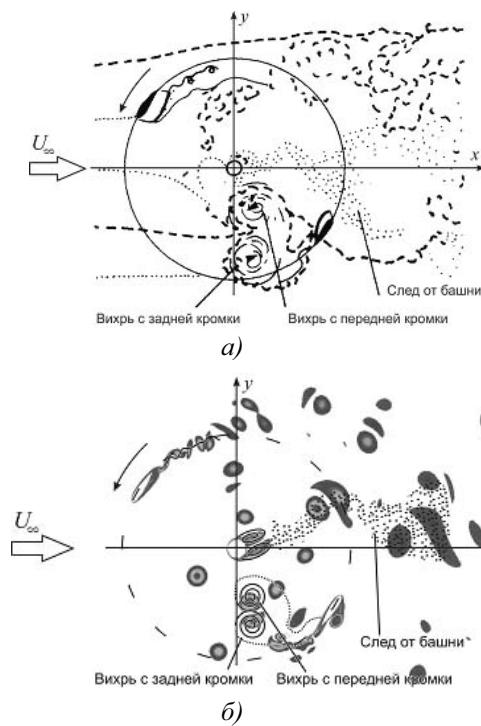 y
U∞
x
След от башни
Вихрь с задней кромки Вихрь с передней кромки
а)
y
U∞
След от башни
Вихрь с задней кромки Вихрь с передней кромки
б)